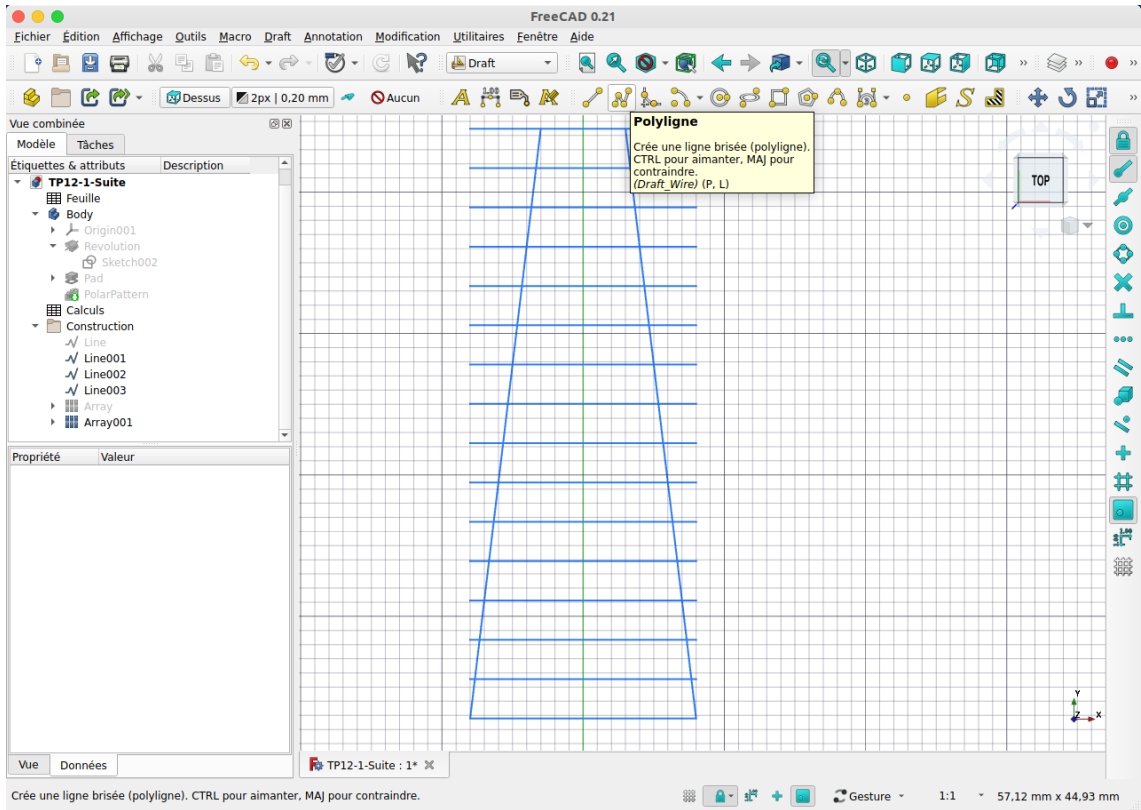 FreeCAD 0.21
Fichier Édition Affichage Outils Macro Draft Annotation Modification Utilitaires Fenêtre Aide
Draft
Dessus 2px | 0,20 mm Aucun
Vue combinée
Modèle Tâches
Étiquettes & attributs Description
TP12-1-Suite
Feuille
Body
Origin001
Revolution
Sketch002
Pad
PolarPattern
Calculs
Construction
Line
Line001
Line002
Line003
Array
Array001
Propriété Valeur
Polyligne
Crée une ligne brisée (polyligne).
CTRL pour aimanter, MAJ pour
contraindre.
(Draft_Wire) (P, L)
TOP
Y
Z
X
Vue Données
TP12-1-Suite : 1*
Crée une ligne brisée (polyligne). CTRL pour aimanter, MAJ pour contraindre.
Gesture 1:1 57,12 mm x 44,93 mm